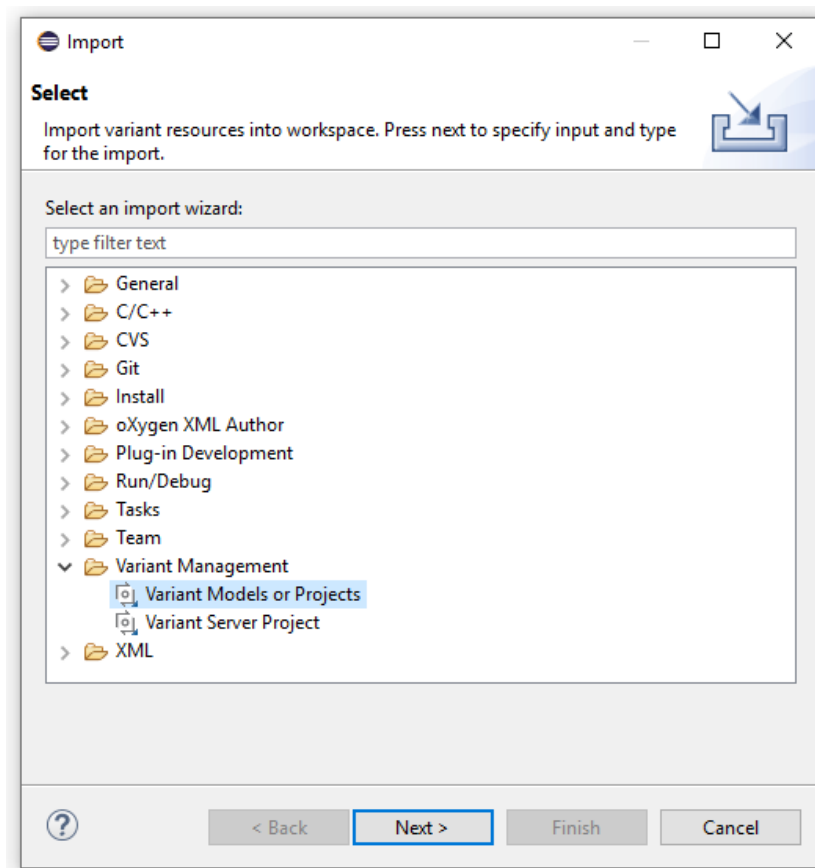 Import
Select
Import variant resources into workspace. Press next to specify input and type
for the import.
Select an import wizard:
type filter text
General
C/C++
CVS
Git
Install
oXygen XML Author
Plug-in Development
Run/Debug
Tasks
Team
Variant Management
Variant Models or Projects
Variant Server Project
XML
? < Back Next > Finish Cancel